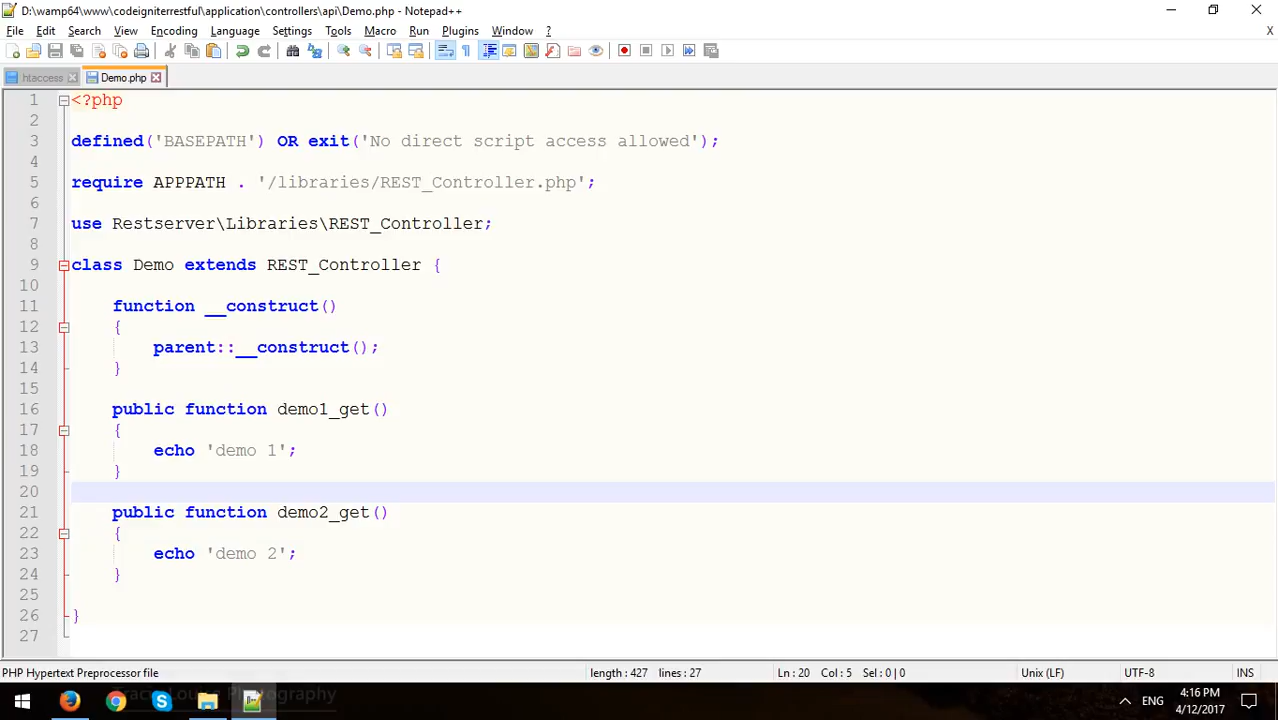 D:\wamp64\www\codeigniterrestful\application\controllers\api\Demo.php - Notepad++
File Edit Search View Encoding Language Settings Tools Macro Run Plugins Window ? X
htaccess Demo.php
1 <?php
2
3 defined('BASEPATH') OR exit('No direct script access allowed');
4
5 require APPPATH . '/libraries/REST_Controller.php';
6
7 use Restserver\Libraries\REST_Controller;
8
9 class Demo extends REST_Controller {
10
11 function __construct()
12 {
13 parent::__construct();
14 }
15
16 public function demo1_get()
17 {
18 echo 'demo 1';
19 }
20
21 public function demo2_get()
22 {
23 echo 'demo 2';
24 }
25
26 }
27
PHP Hypertext Preprocessor file length : 427 lines : 27 Ln : 20 Col : 5 Sel : 0 | 0 Unix (LF) UTF-8 INS
Photography
ENG 4:16 PM
4/12/2017